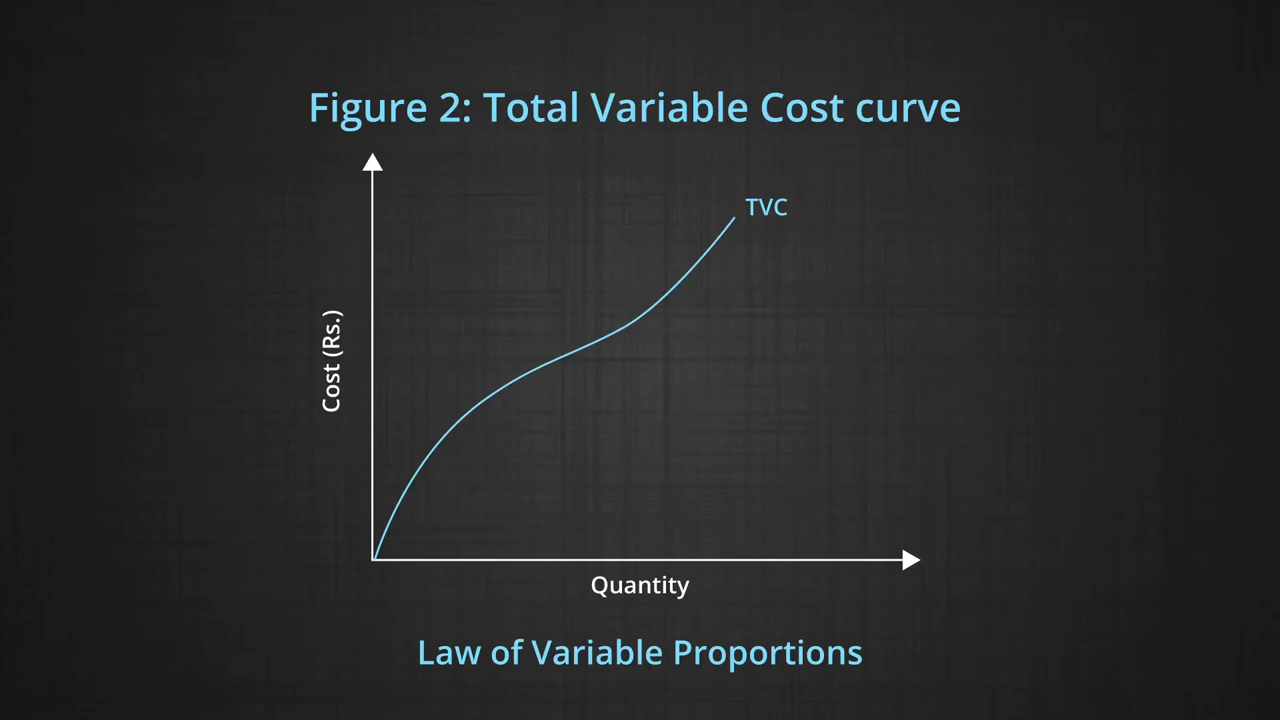 Figure 2: Total Variable Cost curve
TVC
Cost (Rs.)
Quantity
Law of Variable Proportions